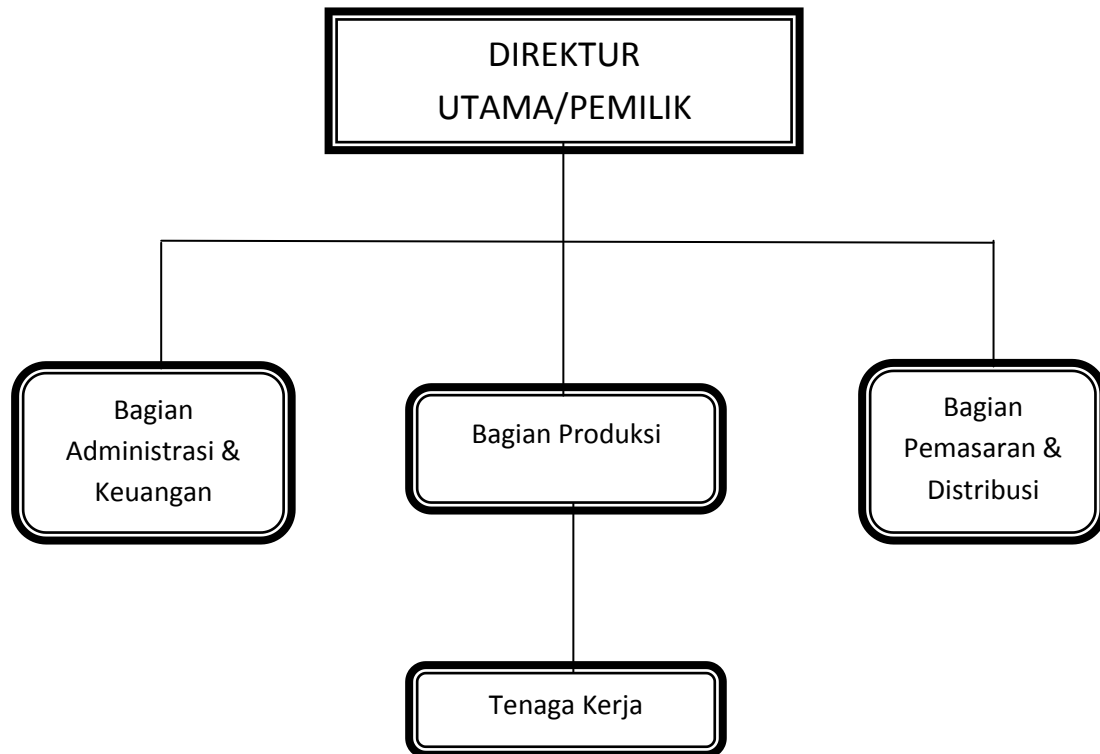 DIREKTUR
UTAMA/PEMILIK
Bagian
Administrasi &
Keuangan
Bagian Produksi
Bagian
Pemasaran &
Distribusi
Tenaga Kerja